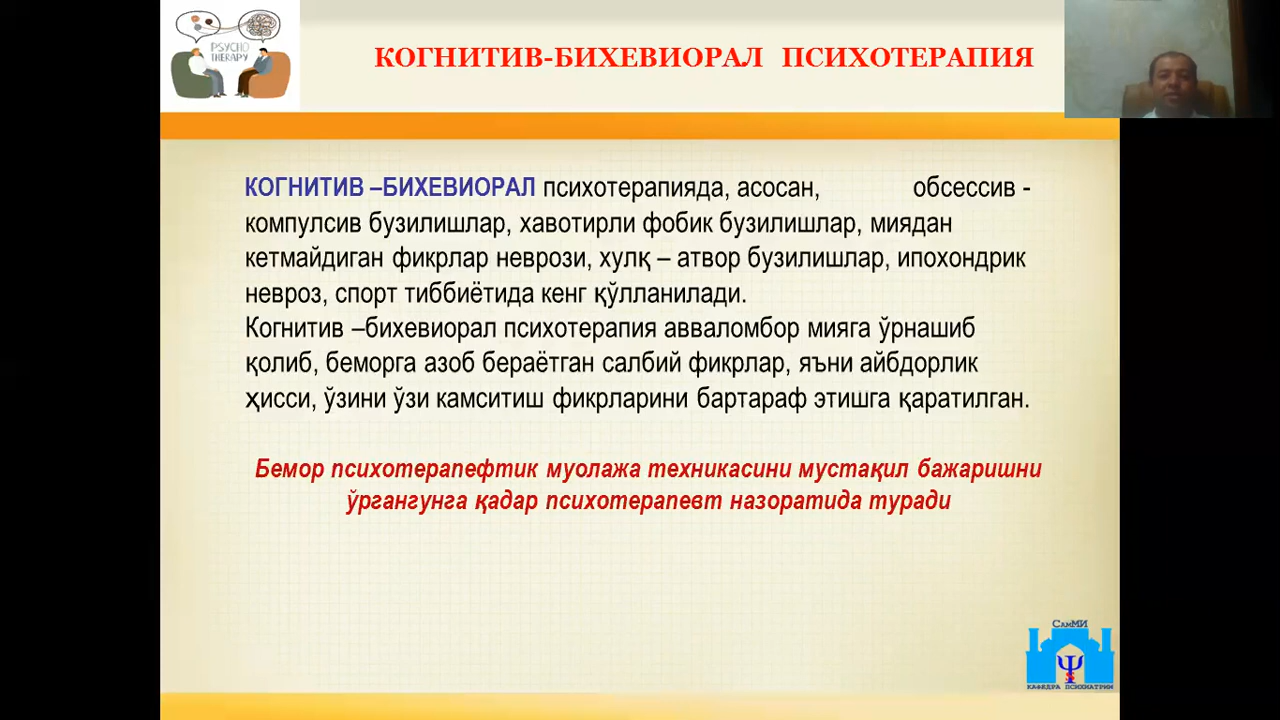 PSYCHO
THERAPY
КОГНИТИВ-БИХЕВИОРАЛ ПСИХОТЕРАПИЯ
КОГНИТИВ –БИХЕВИОРАЛ психотерапияда, асосан, обсессив -
компулсив бузилишлар, хавотирли фобик бузилишлар, миядан
кетмайдиган фикрлар неврози, хулқ – атвор бузилишлар, ипохондрик
невроз, спорт тиббиётида кенг қўлланилади.
Когнитив –бихевиорал психотерапия авваломбор мияга ўрнашиб
қолиб, беморга азоб бераётган салбий фикрлар, яъни айбдорлик
ҳисси, ўзини ўзи камситиш фикрларини бартараф этишга қаратилган.
Бемор психотерапефтик муолажа техникасини мустақил бажаришни
ўргангунга қадар психотерапевт назоратида туради
СамМИ
Ψ
КАФЕДРА ПСИХИАТРИИ